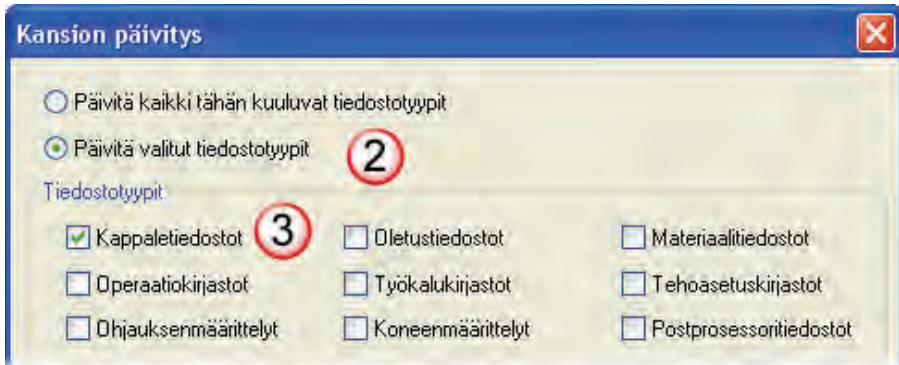 Kansion päivitys
Päivitä kaikki tähän kuuluvat tiedostotyypit
Päivitä valitut tiedostotyypit 2
Tiedostotyypit
Kappaletiedostot 3 Oletustiedostot Materiaalitiedostot
Operaatiokirjastot Työkalukirjastot Tehoasetuskirjastot
Ohjauksenmäärittelyt Koneenmäärittelyt Postprosessoritiedostot